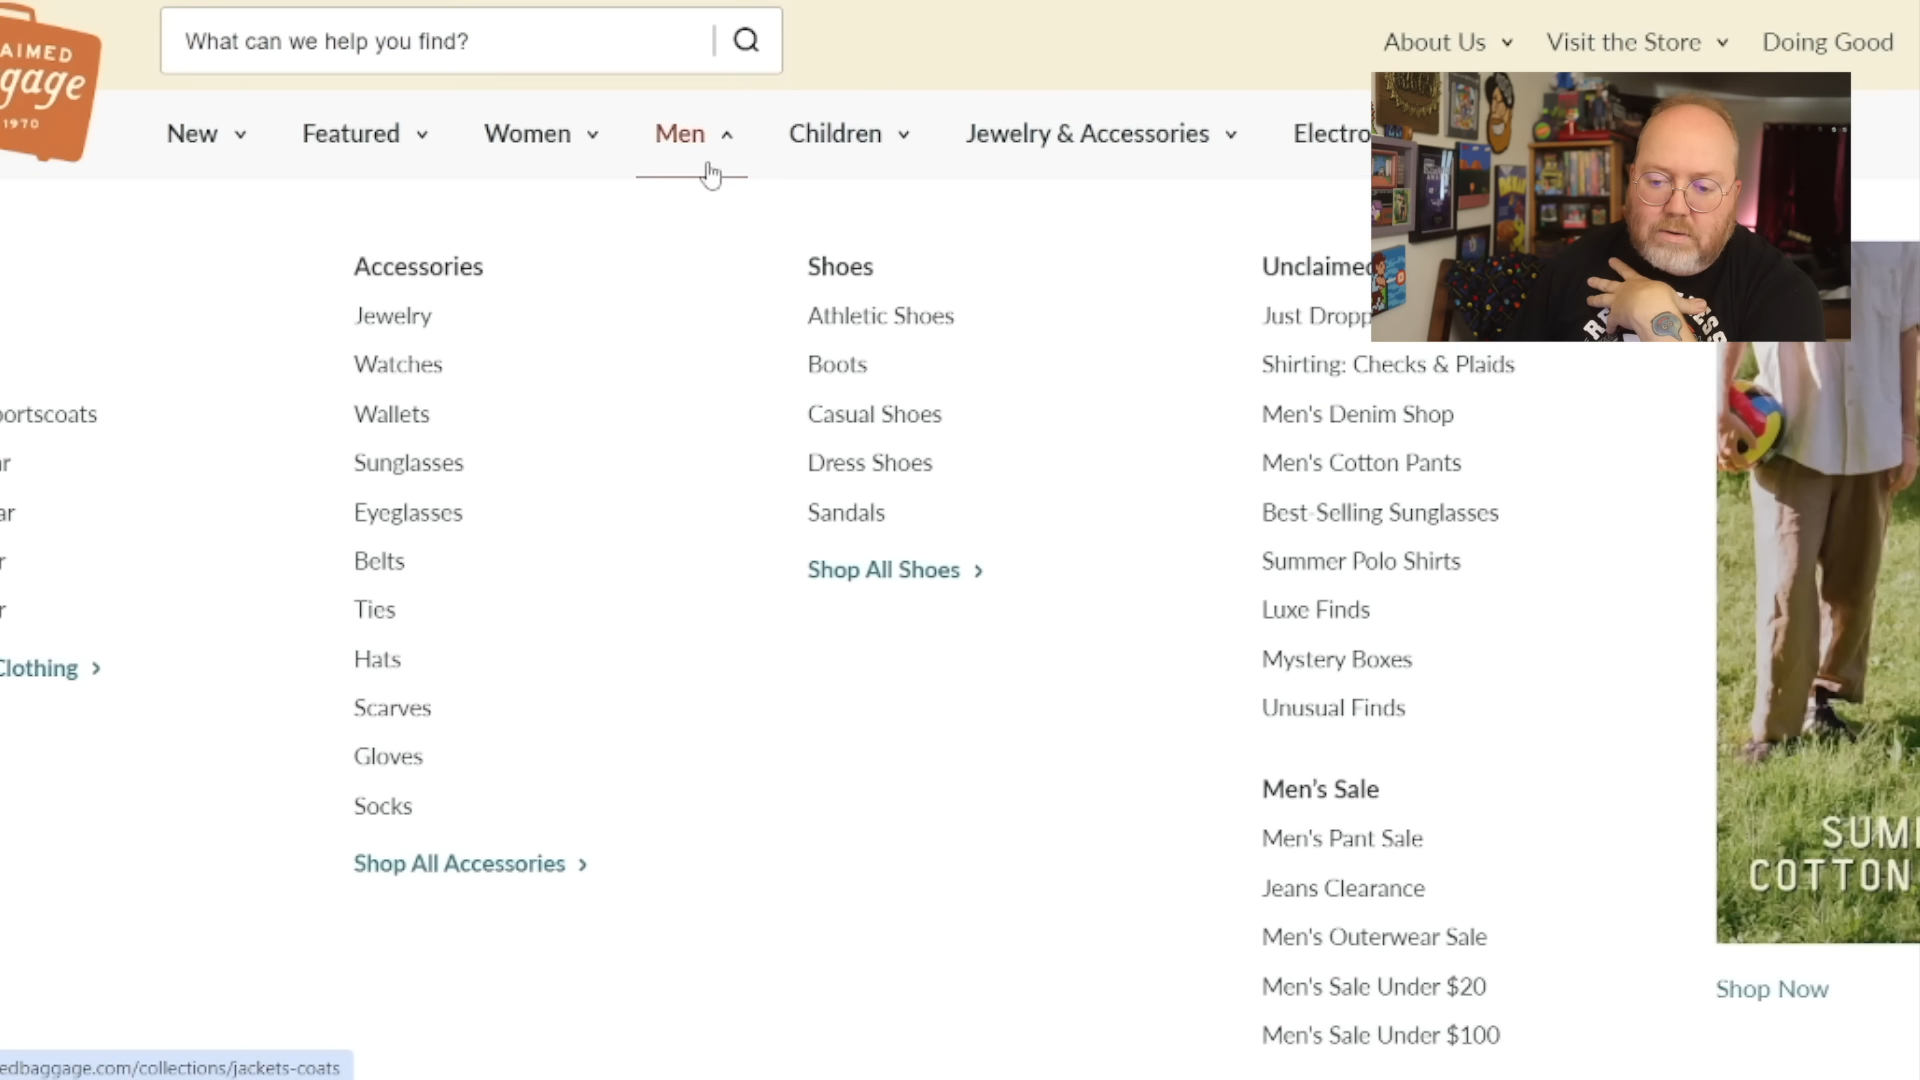 AIMED
gage
1970
What can we help you find?
About Us
Visit the Store
Doing Good
New
Featured
Women
Men
Children
Jewelry & Accessories
Electro
ortscoats
r
ar
r
r
Clothing
Accessories
Jewelry
Watches
Wallets
Sunglasses
Eyeglasses
Belts
Ties
Hats
Scarves
Gloves
Socks
Shop All Accessories
Shoes
Athletic Shoes
Boots
Casual Shoes
Dress Shoes
Sandals
Shop All Shoes
Unclaimed
Just Dropp
Shirting: Checks & Plaids
Men's Denim Shop
Men's Cotton Pants
Best-Selling Sunglasses
Summer Polo Shirts
Luxe Finds
Mystery Boxes
Unusual Finds
Men's Sale
Men's Pant Sale
Jeans Clearance
Men's Outerwear Sale
Men's Sale Under $20
Men's Sale Under $100
SUM
COTTON
Shop Now
edbaggage.com/collections/jackets-coats